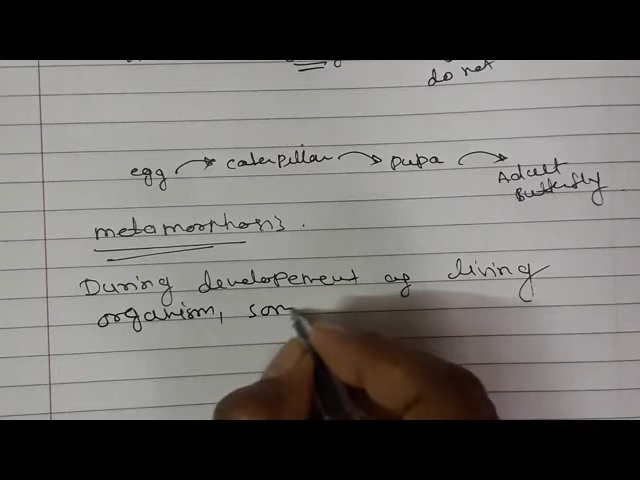 do not
egg → caterpillar → pupa → Adult
Butterfly
metamorphosis.
During developement of living
organism, som